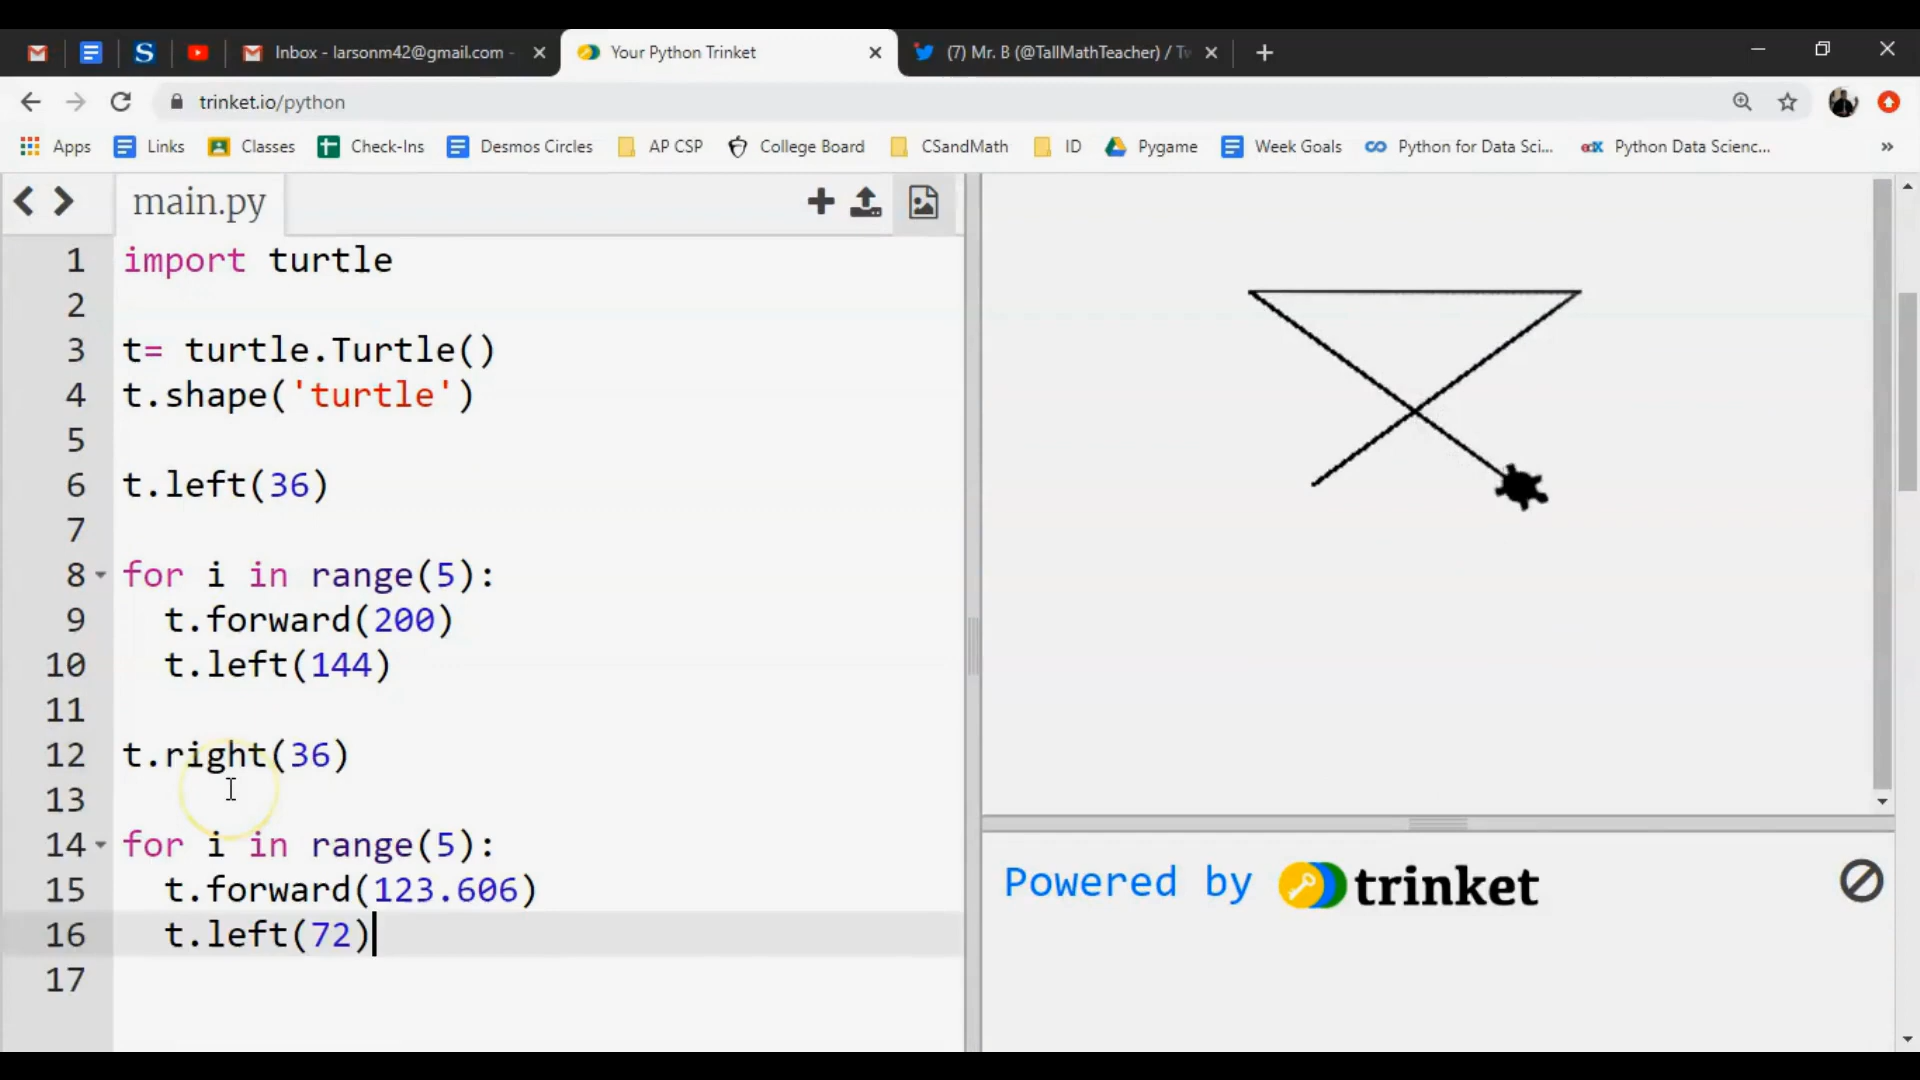 Inbox - larsonm42@gmail.com -
Your Python Trinket
(7) Mr. B (@TallMathTeacher) / Tw
trinket.io/python
Apps
Links
Classes
Check-Ins
Desmos Circles
AP CSP
College Board
CSandMath
ID
Pygame
Week Goals
Python for Data Sci...
edX
Python Data Scienc...
»
main.py
1 import turtle
2
3 t= turtle.Turtle()
4 t.shape('turtle')
5
6 t.left(36)
7
8 for i in range(5):
9 t.forward(200)
10 t.left(144)
11
12 t.right(36)
13
14 for i in range(5):
15 t.forward(123.606)
16 t.left(72)
17
Powered by trinket